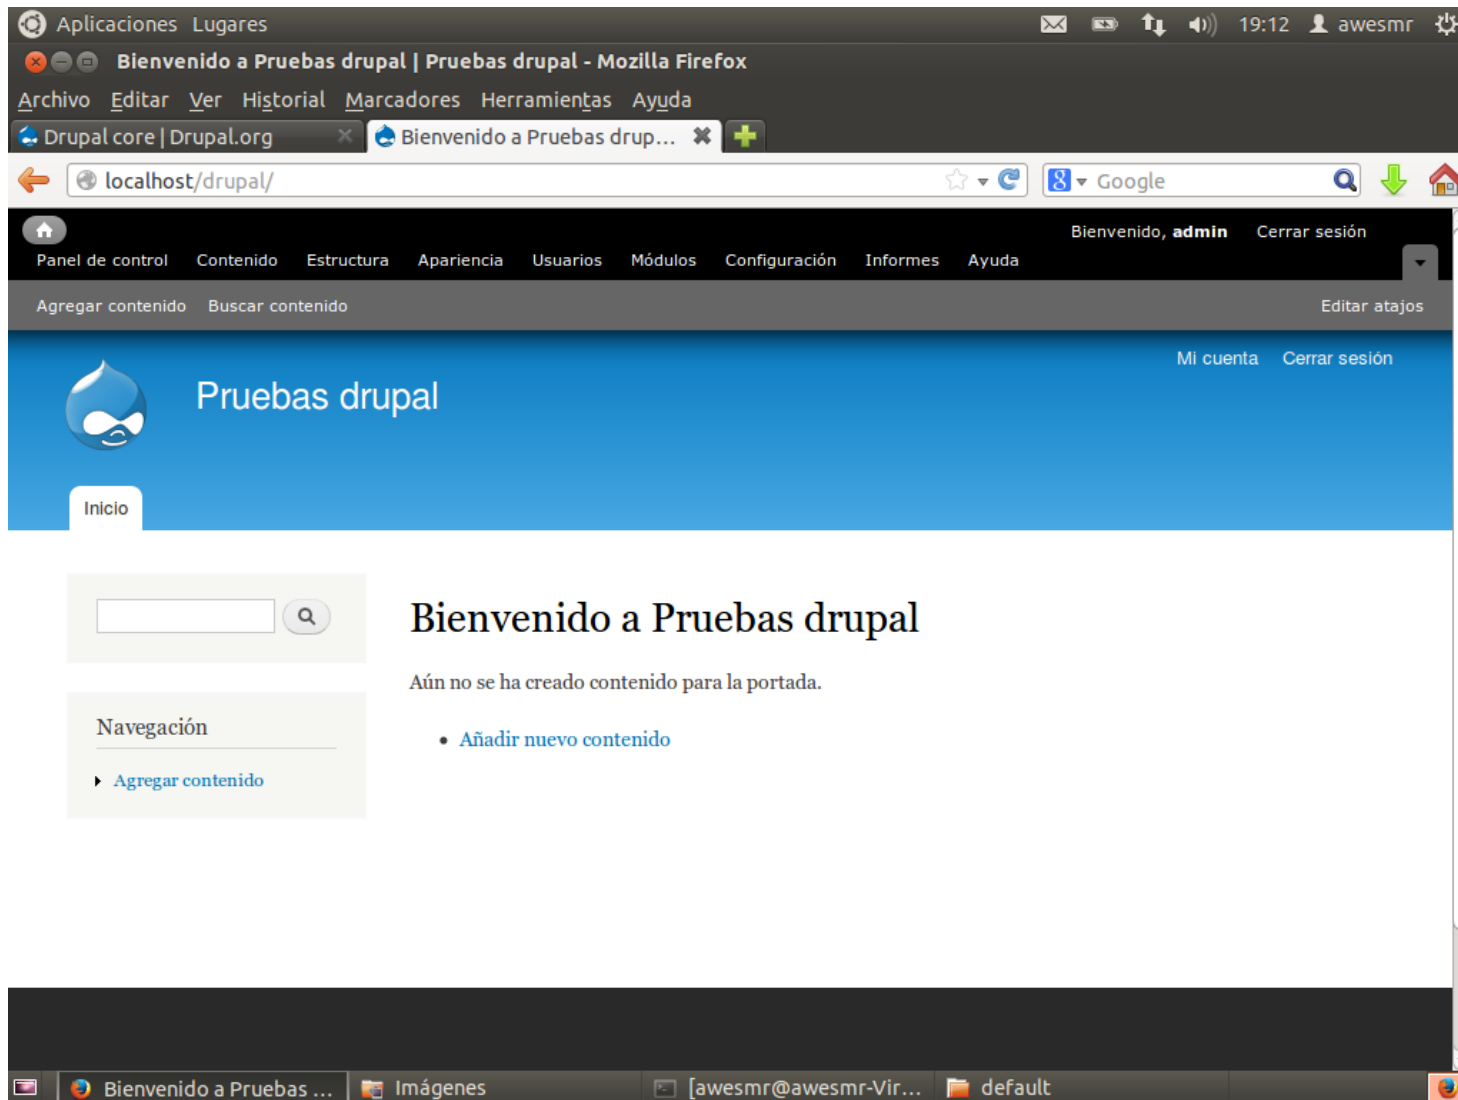 Aplicaciones Lugares 19:12 awesmr
Bienvenido a Pruebas drupal | Pruebas drupal - Mozilla Firefox
Archivo Editar Ver Historial Marcadores Herramientas Ayuda
Drupal core | Drupal.org Bienvenido a Pruebas drup...
localhost/drupal/ 8 Google
Bienvenido, admin Cerrar sesión
Panel de control Contenido Estructura Apariencia Usuarios Módulos Configuración Informes Ayuda
Agregar contenido Buscar contenido Editar atajos
Mi cuenta Cerrar sesión
Pruebas drupal
Inicio
Bienvenido a Pruebas drupal
Aún no se ha creado contenido para la portada.
Añadir nuevo contenido
Navegación
Agregar contenido
Bienvenido a Pruebas ... Imágenes [awesmr@awesmr-Vir... default